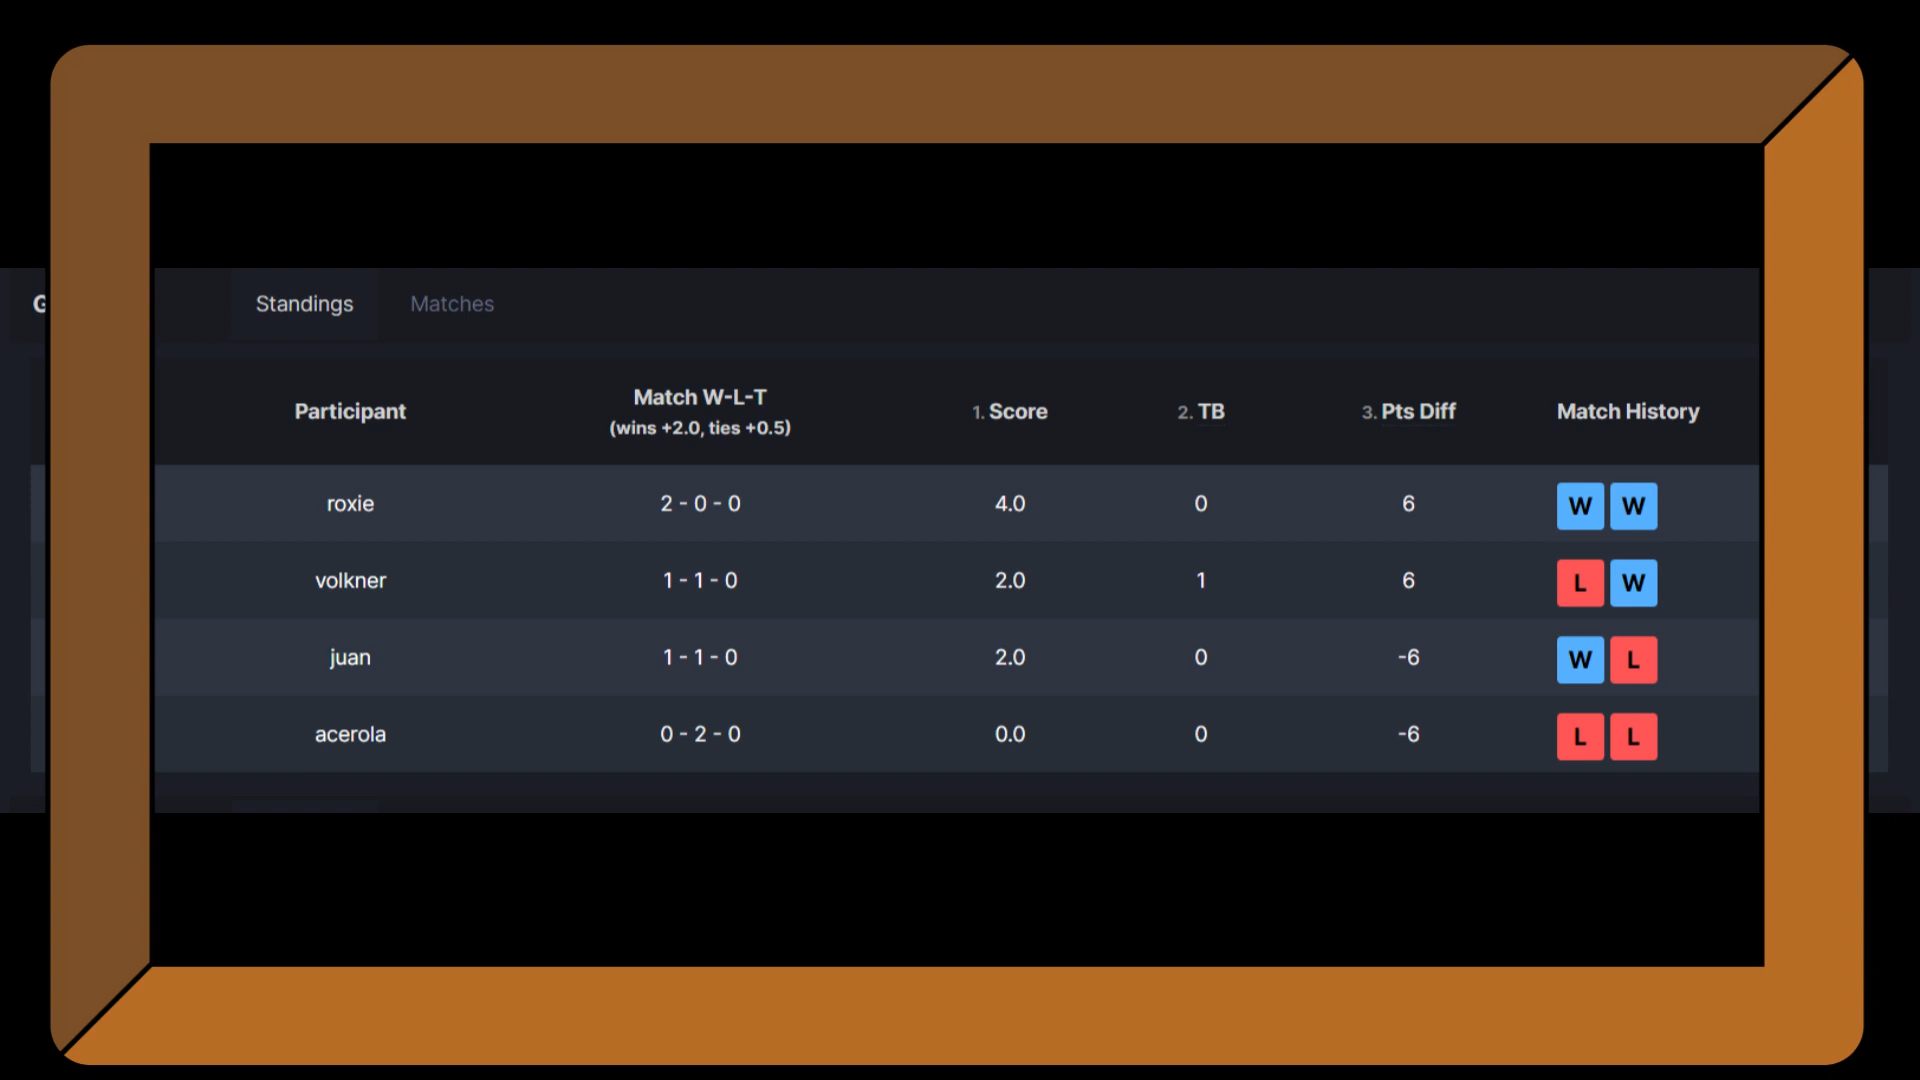 Standings Matches
Participant Match W-L-T (wins +2.0, ties +0.5) 1. Score 2. TB 3. Pts Diff Match History
roxie 2 - 0 - 0 4.0 0 6 W W
volkner 1 - 1 - 0 2.0 1 6 L W
juan 1 - 1 - 0 2.0 0 -6 W L
acerola 0 - 2 - 0 0.0 0 -6 L L